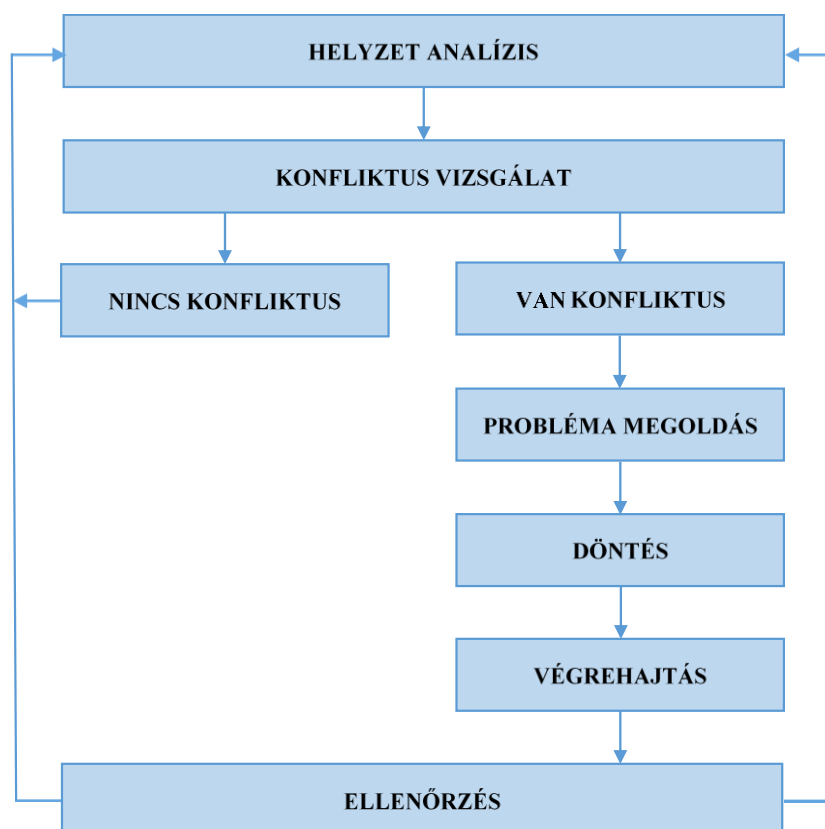 HELYZET ANALÍZIS
KONFLIKTUS VIZSGÁLAT
NINCS KONFLIKTUS
VAN KONFLIKTUS
PROBLÉMA MEGOLDÁS
DÖNTÉS
VÉGREHAJTÁS
ELLENŐRZÉS